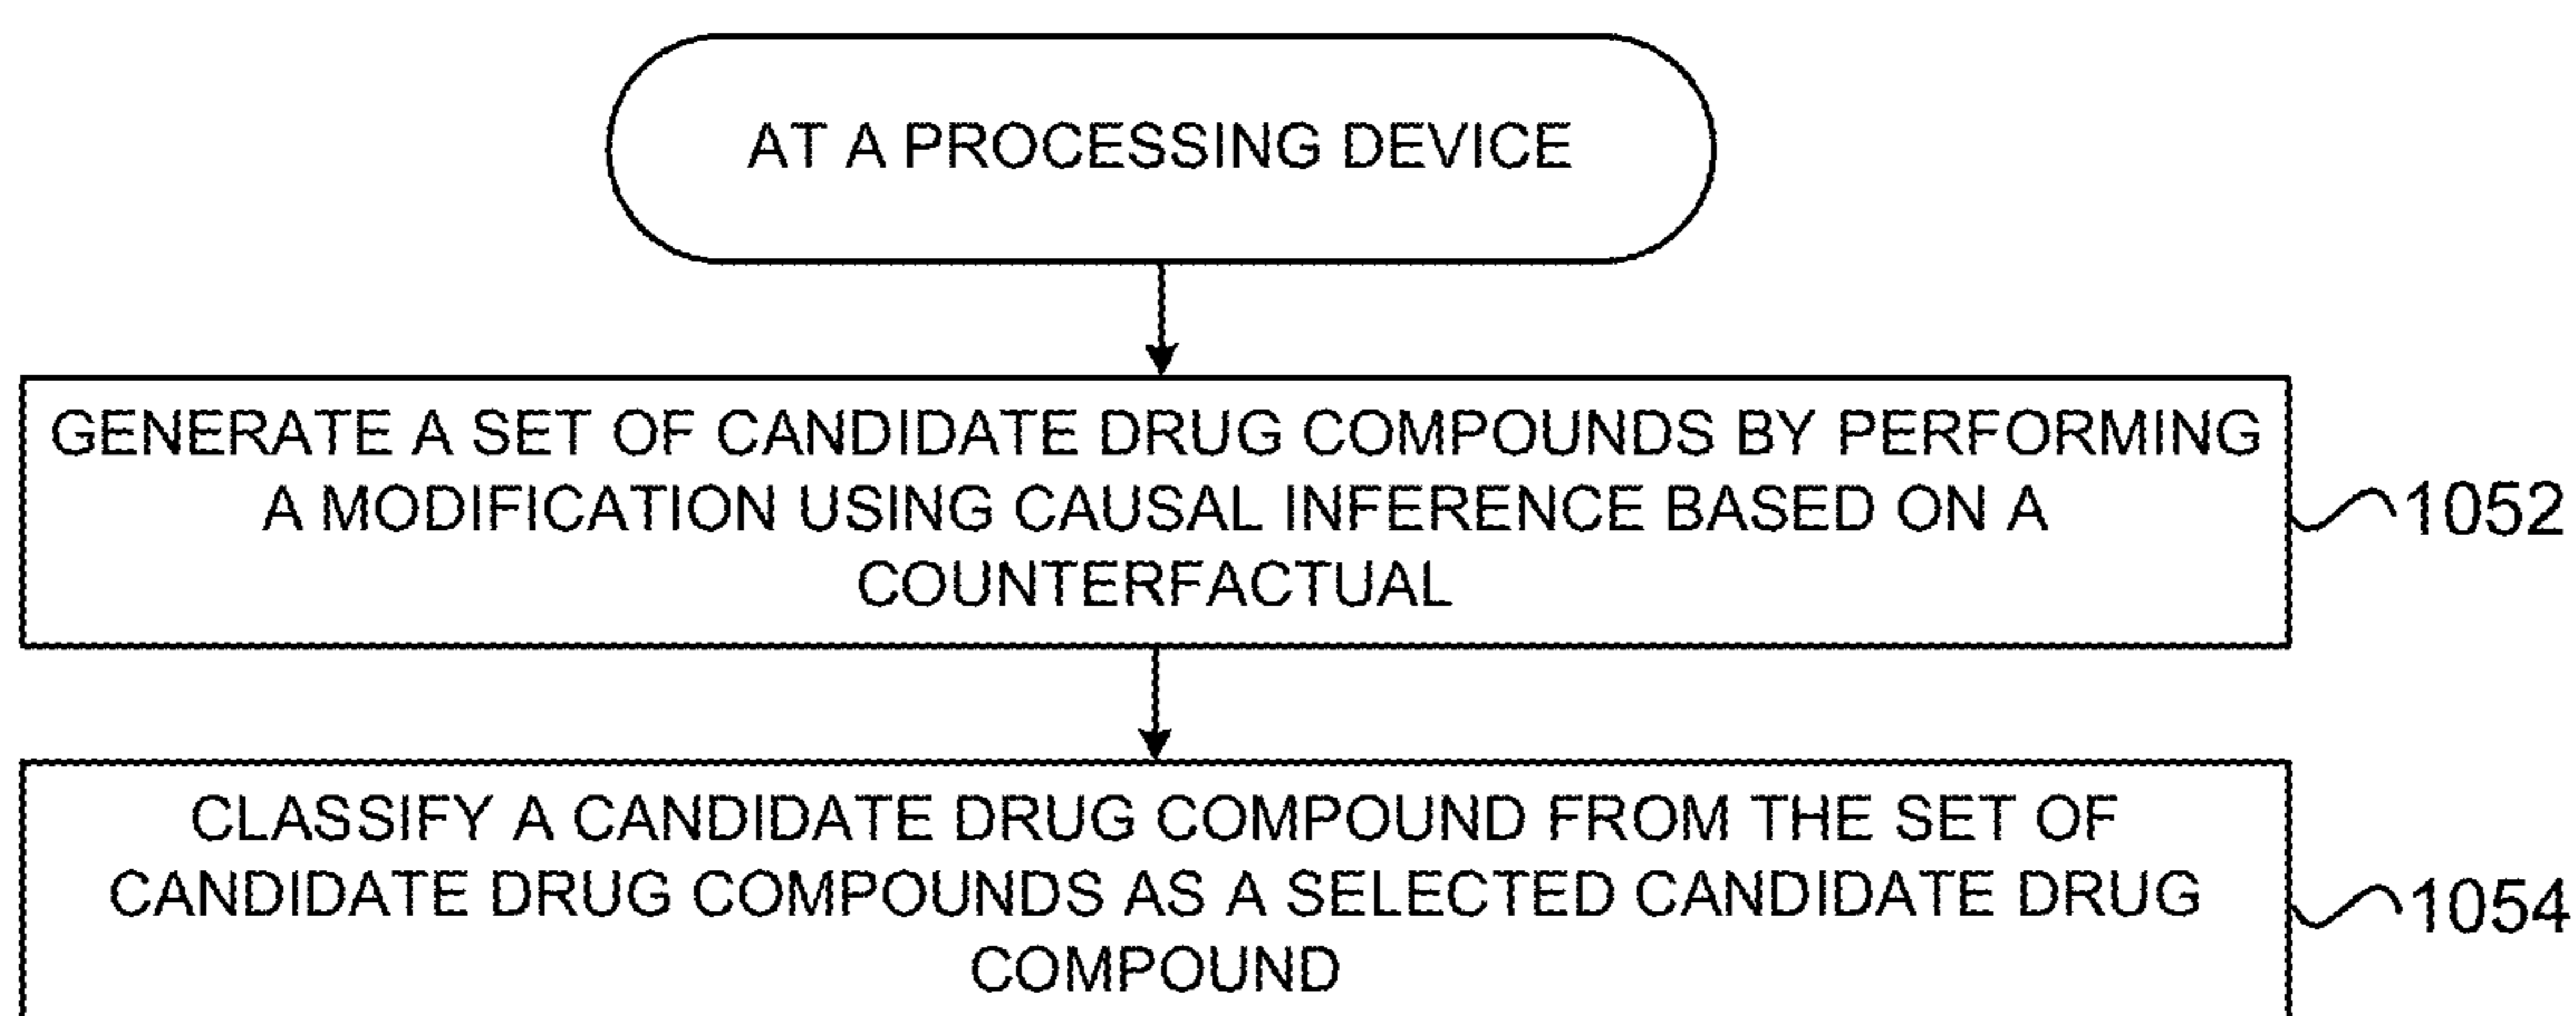 AT A PROCESSING DEVICE
GENERATE A SET OF CANDIDATE DRUG COMPOUNDS BY PERFORMING
A MODIFICATION USING CAUSAL INFERENCE BASED ON A
COUNTERFACTUAL
1052
CLASSIFY A CANDIDATE DRUG COMPOUND FROM THE SET OF
CANDIDATE DRUG COMPOUNDS AS A SELECTED CANDIDATE DRUG
COMPOUND
1054